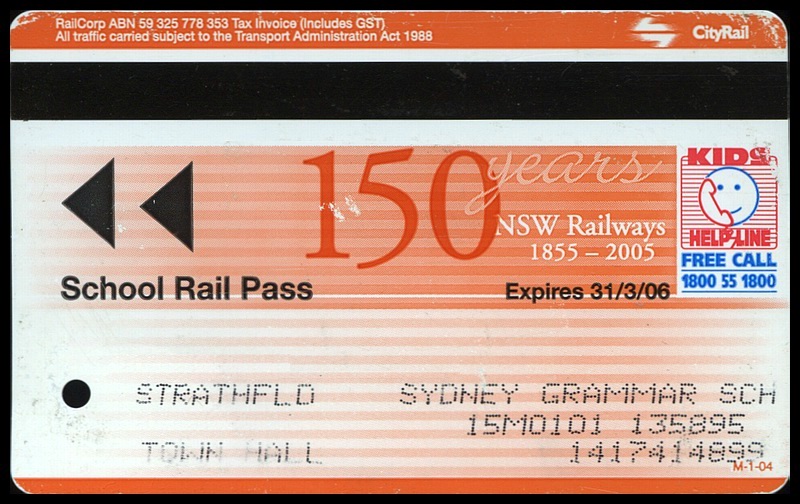 RailCorp ABN 59 325 778 353 Tax Invoice (Includes GST)
All traffic carried subject to the Transport Administration Act 1988
CityRail
150 years
NSW Railways
1855 – 2005
KIDS
HELP LINE
FREE CALL
1800 55 1800
School Rail Pass
Expires 31/3/06
STRATHFLD SYDNEY GRAMMAR SCH
15M0101 135895
TOWN HALL 1417414899
M-1-04